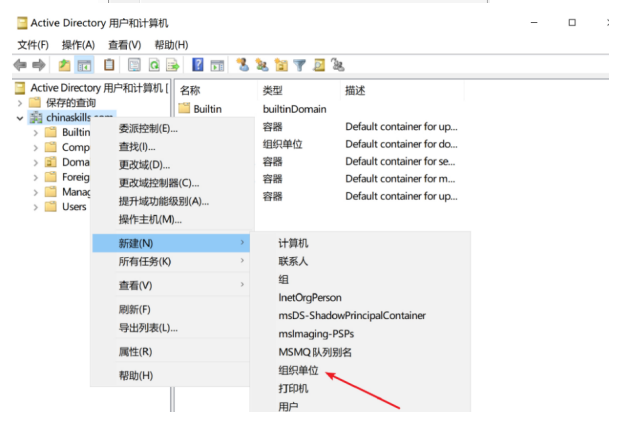 Active Directory 用户和计算机
文件(F) 操作(A) 查看(V) 帮助(H)
Active Directory 用户和计算机 [
名称 类型 描述
保存的查询
Builtin builtinDomain
chinaskills.com
容器 Default container for up...
组织单位 Default container for do...
容器 Default container for se...
容器 Default container for m...
容器 Default container for up...
Builtin
Comp
Doma
Foreig
Manag
Users
委派控制(E)...
查找(I)...
更改域(D)...
更改域控制器(C)...
提升域功能级别(A)...
操作主机(M)...
新建(N)
所有任务(K)
查看(V)
刷新(F)
导出列表(L)...
属性(R)
帮助(H)
计算机
联系人
组
InetOrgPerson
msDS-ShadowPrincipalContainer
msImaging-PSPs
MSMQ 队列别名
组织单位
打印机
用户